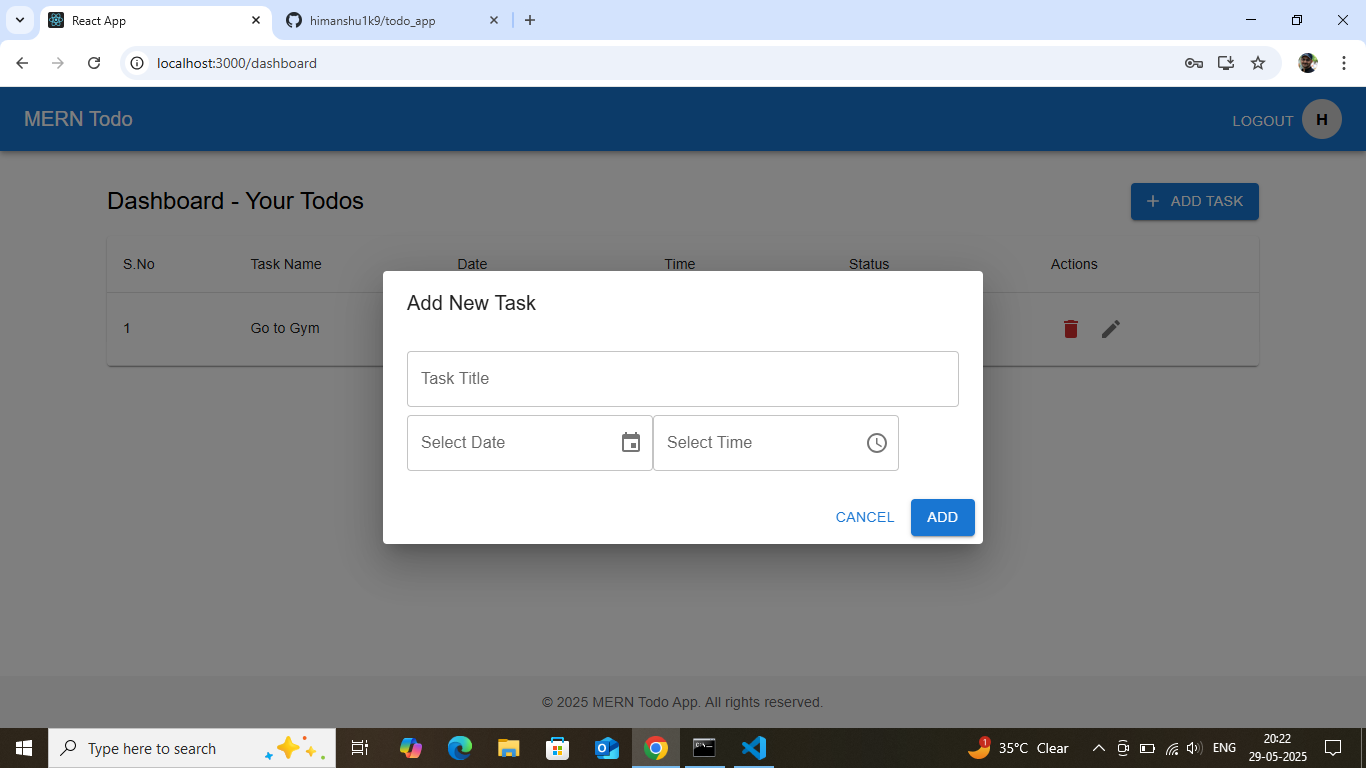 React App
himanshu1k9/todo_app
localhost:3000/dashboard
MERN Todo
LOGOUT H
Dashboard - Your Todos
ADD TASK
S.No Task Name Date Time Status Actions
1 Go to Gym
Add New Task
Task Title
Select Date Select Time
CANCEL ADD
© 2025 MERN Todo App. All rights reserved.
Type here to search
1
35°C Clear
ENG
20:22
29-05-2025